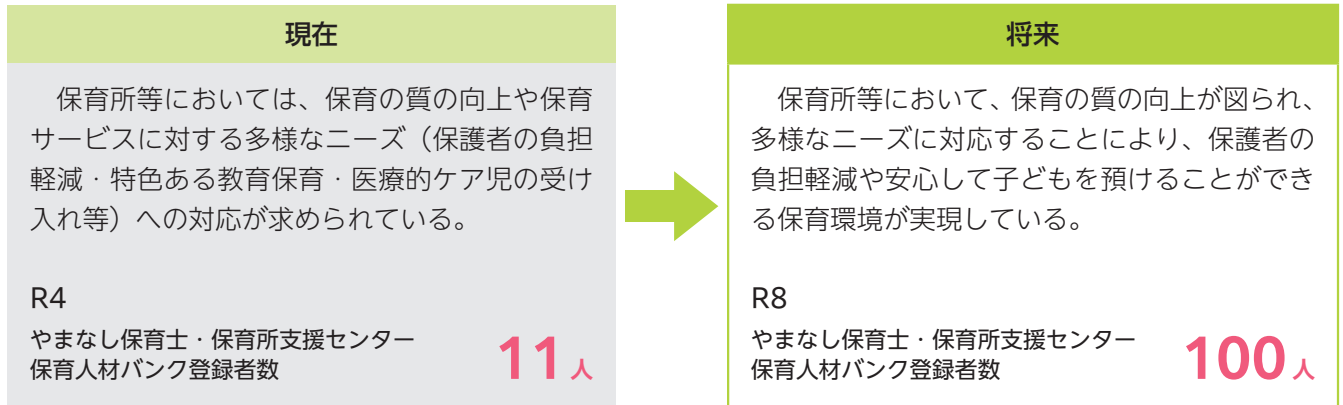 現在
　保育所等においては、保育の質の向上や保育
サービスに対する多様なニーズ（保護者の負担
軽減・特色ある教育保育・医療的ケア児の受け
入れ等）への対応が求められている。
R4
やまなし保育士・保育所支援センター
保育人材バンク登録者数
11人
将来
　保育所等において、保育の質の向上が図られ、
多様なニーズに対応することにより、保護者の
負担軽減や安心して子どもを預けることができ
る保育環境が実現している。
R8
やまなし保育士・保育所支援センター
保育人材バンク登録者数
100人